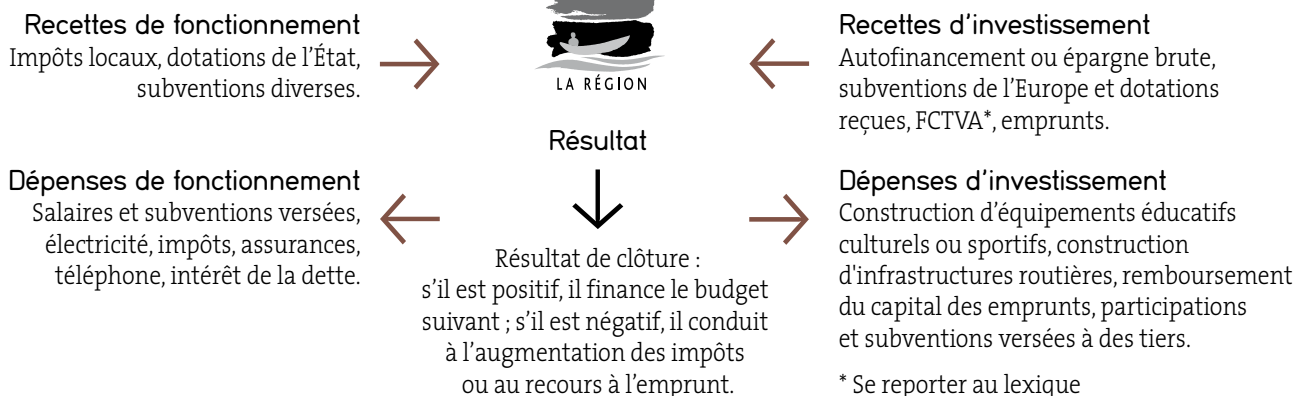 Recettes de fonctionnement
Impôts locaux, dotations de l’État,
subventions diverses.
LA RÉGION
Recettes d’investissement
Autofinancement ou épargne brute,
subventions de l’Europe et dotations
reçues, FCTVA*, emprunts.
Résultat
Dépenses de fonctionnement
Salaires et subventions versées,
électricité, impôts, assurances,
téléphone, intérêt de la dette.
Résultat de clôture :
s’il est positif, il finance le budget
suivant ; s’il est négatif, il conduit
à l’augmentation des impôts
ou au recours à l’emprunt.
Dépenses d’investissement
Construction d’équipements éducatifs
culturels ou sportifs, construction
d'infrastructures routières, remboursement
du capital des emprunts, participations
et subventions versées à des tiers.
* Se reporter au lexique